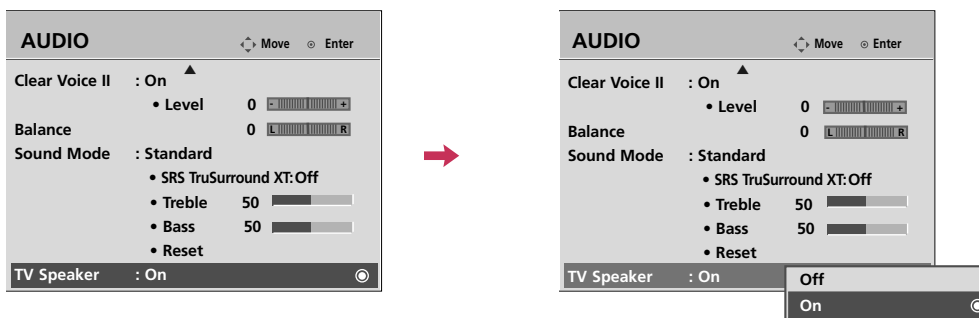 AUDIO Move Enter
Clear Voice II : On
• Level 0 - +
Balance 0 L R
Sound Mode : Standard
• SRS TruSurround XT: Off
• Treble 50
• Bass 50
• Reset
TV Speaker : On
AUDIO Move Enter
Clear Voice II : On
• Level 0 - +
Balance 0 L R
Sound Mode : Standard
• SRS TruSurround XT: Off
• Treble 50
• Bass 50
• Reset
TV Speaker : On
Off
On